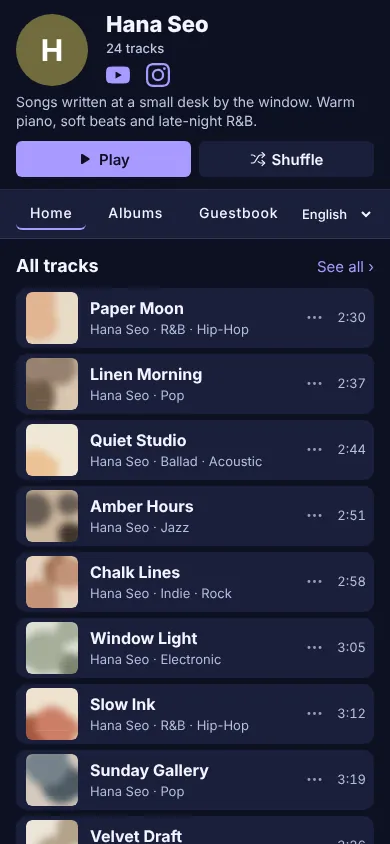 H
Hana Seo
24 tracks
Songs written at a small desk by the window. Warm
piano, soft beats and late-night R&B.
Play
Shuffle
Home
Albums
Guestbook
English
All tracks
See all ›
Paper Moon
Hana Seo · R&B · Hip-Hop
2:30
Linen Morning
Hana Seo · Pop
2:37
Quiet Studio
Hana Seo · Ballad · Acoustic
2:44
Amber Hours
Hana Seo · Jazz
2:51
Chalk Lines
Hana Seo · Indie · Rock
2:58
Window Light
Hana Seo · Electronic
3:05
Slow Ink
Hana Seo · R&B · Hip-Hop
3:12
Sunday Gallery
Hana Seo · Pop
3:19
Velvet Draft